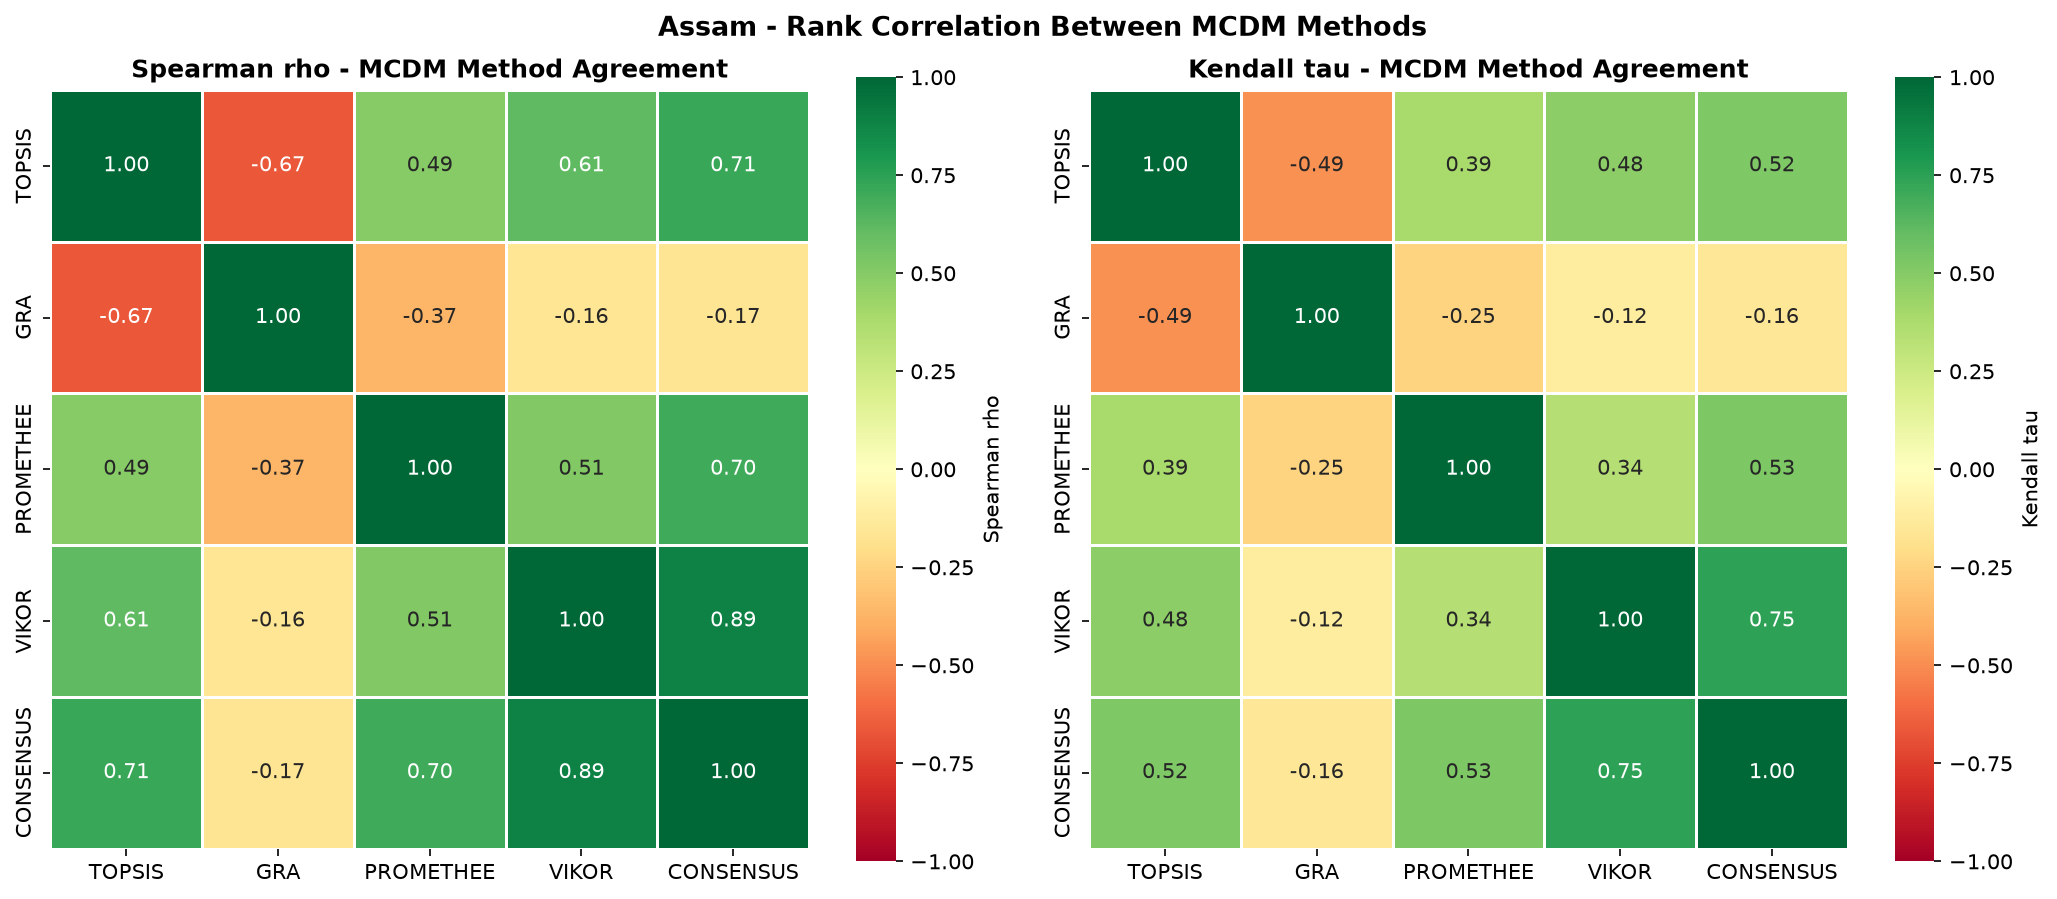 Assam - Rank Correlation Between MCDM Methods
Spearman rho - MCDM Method Agreement
TOPSIS 1.00 -0.67 0.49 0.61 0.71
GRA -0.67 1.00 -0.37 -0.16 -0.17
PROMETHEE 0.49 -0.37 1.00 0.51 0.70
VIKOR 0.61 -0.16 0.51 1.00 0.89
CONSENSUS 0.71 -0.17 0.70 0.89 1.00
TOPSIS GRA PROMETHEE VIKOR CONSENSUS
1.00
0.75
0.50
0.25
0.00
−0.25
−0.50
−0.75
−1.00
Spearman rho
Kendall tau - MCDM Method Agreement
TOPSIS 1.00 -0.49 0.39 0.48 0.52
GRA -0.49 1.00 -0.25 -0.12 -0.16
PROMETHEE 0.39 -0.25 1.00 0.34 0.53
VIKOR 0.48 -0.12 0.34 1.00 0.75
CONSENSUS 0.52 -0.16 0.53 0.75 1.00
TOPSIS GRA PROMETHEE VIKOR CONSENSUS
1.00
0.75
0.50
0.25
0.00
−0.25
−0.50
−0.75
−1.00
Kendall tau